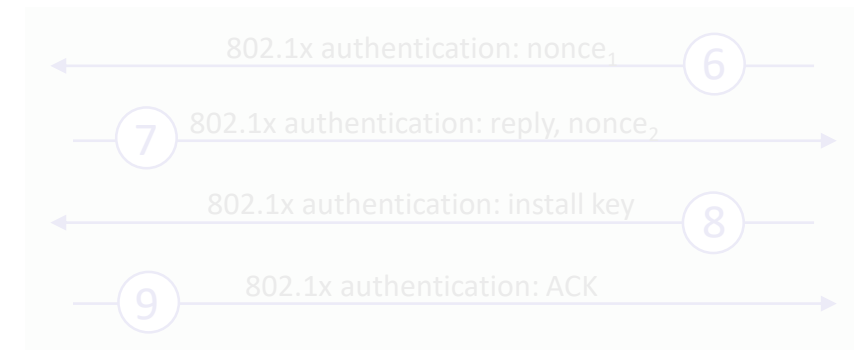 802.1x authentication: nonce₁
6
7
802.1x authentication: reply, nonce₂
802.1x authentication: install key
8
9
802.1x authentication: ACK